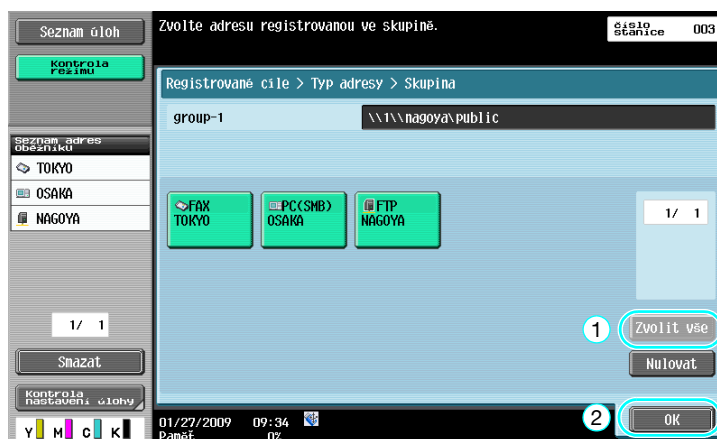 Seznam úloh
Zvolte adresu registrovanou ve skupině.
číslo
stanice
003
Kontrola
režimu
Registrované cíle > Typ adresy > Skupina
group-1
\\1\\nagoya\public
Seznam adres
oběžníku
TOKYO
OSAKA
NAGOYA
FAX
TOKYO
PC(SMB)
OSAKA
FTP
NAGOYA
1/ 1
1/ 1
1
Zvolit vše
Smazat
Nulovat
Kontrola
nastavení úlohy
2
OK
Y M C K
01/27/2009 09:34
Paměť 0%